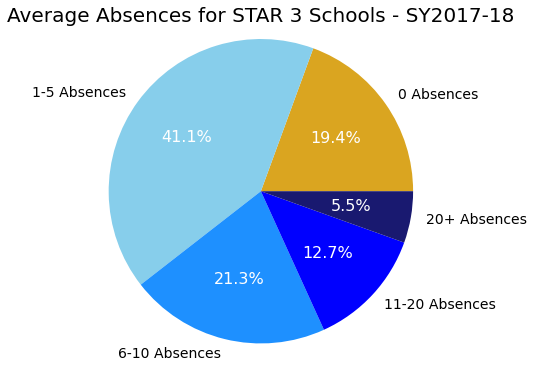 Average Absences for STAR 3 Schools - SY2017-18
1-5 Absences
0 Absences
41.1%
19.4%
5.5%
20+ Absences
12.7%
21.3%
11-20 Absences
6-10 Absences